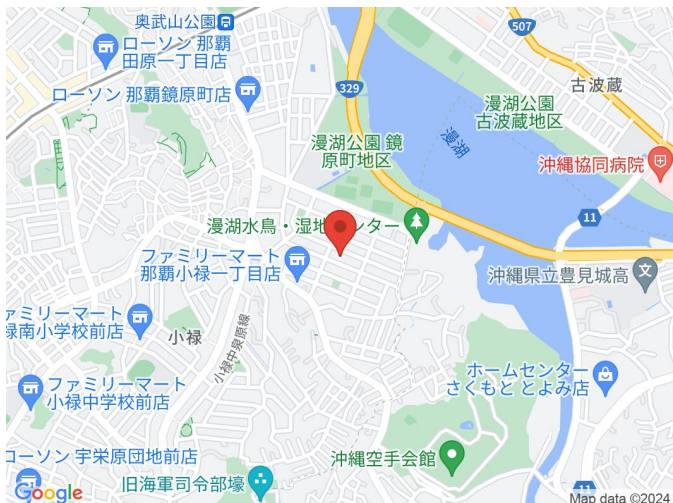 奥武山公園
507
ローソン 那覇
田原一丁目店
古波蔵
ローソン 那覇鏡原町店
329
漫湖公園
古波蔵地区
漫湖公園 鏡
原町地区
漫湖
沖縄協同病院
11
漫湖水鳥・湿地
ンター
ファミリーマート
那覇小禄一丁目店
沖縄県立豊見城高
ァミリーマート
禄南小学校前店
小禄
小禄中泉原線
ホームセンター
さくもと とよみ店
ファミリーマート
小禄中学校前店
ローソン 宇栄原団地前店
沖縄空手会館
旧海軍司令部壕
11
Google
Map data ©2024